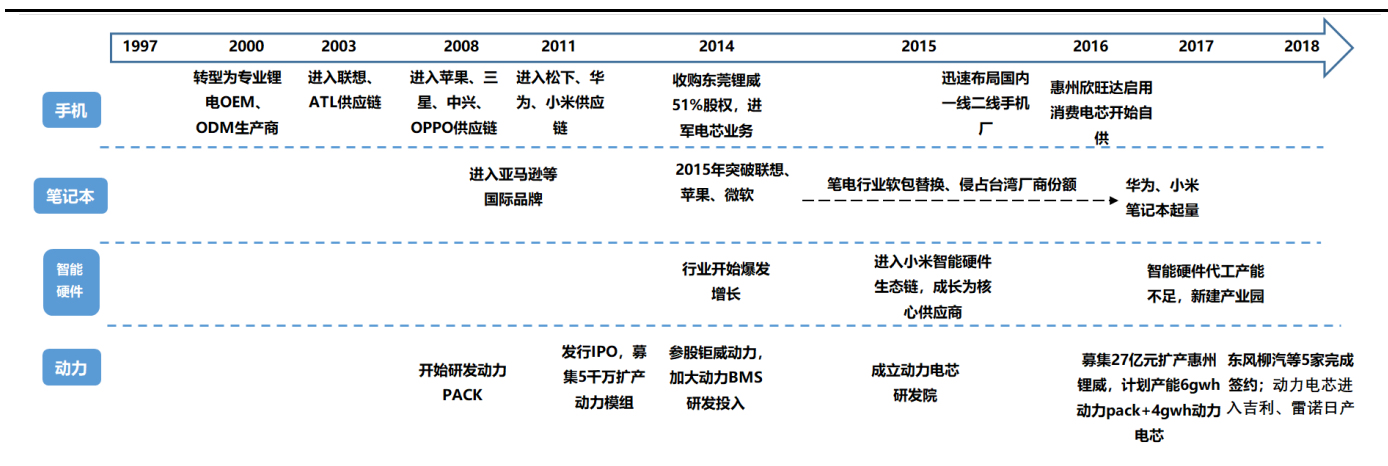 1997 2000 2003 2008 2011 2014 2015 2016 2017 2018
手机
转型为专业锂
电OEM、
ODM生产商
进入联想、
ATL供应链
进入苹果、三
星、中兴、
OPPO供应链
进入松下、华
为、小米供应
链
收购东莞锂威
51%股权，进
军电芯业务
迅速布局国内
一线二线手机
厂
惠州欣旺达启用
消费电芯开始自
供
笔记本
进入亚马逊等
国际品牌
2015年突破联想、
苹果、微软
笔电行业软包替换、侵占台湾厂商份额
华为、小米
笔记本起量
智能
硬件
行业开始爆发
增长
进入小米智能硬件
生态链，成长为核
心供应商
智能硬件代工产能
不足，新建产业园
动力
开始研发动力
PACK
发行IPO，募
集5千万扩产
动力模组
参股钜威动力，
加大动力BMS
研发投入
成立动力电芯
研发院
募集27亿元扩产惠州
锂威，计划产能6gwh
动力pack+4gwh动力
电芯
东风柳汽等5家完成
签约；动力电芯进
入吉利、雷诺日产